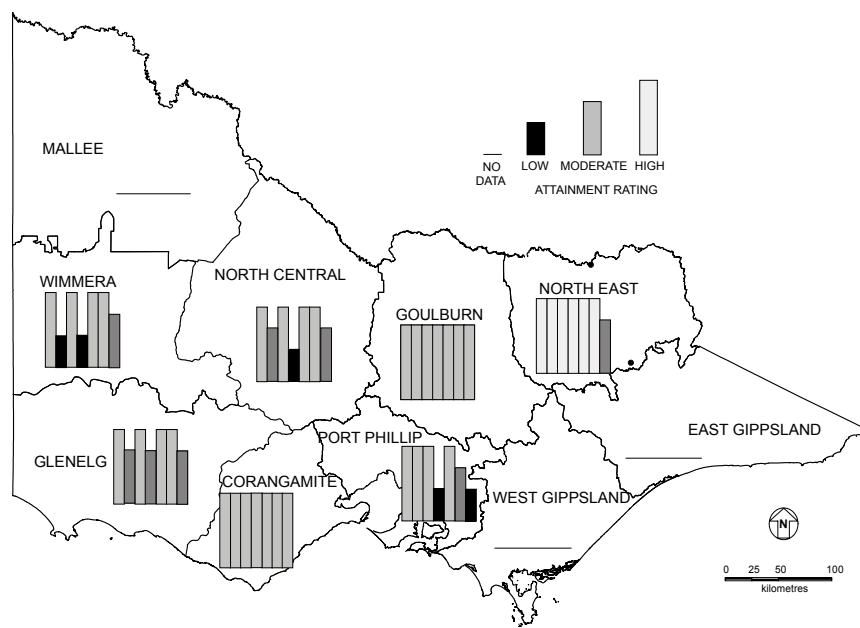 MALLEE
NO
DATA
LOW
MODERATE
HIGH
ATTAINMENT RATING
WIMMERA
NORTH CENTRAL
GOULBURN
NORTH EAST
GLENELG
CORANGAMITE
PORT PHILLIP
WEST GIPPSLAND
EAST GIPPSLAND
N
0 25 50 100
kilometres